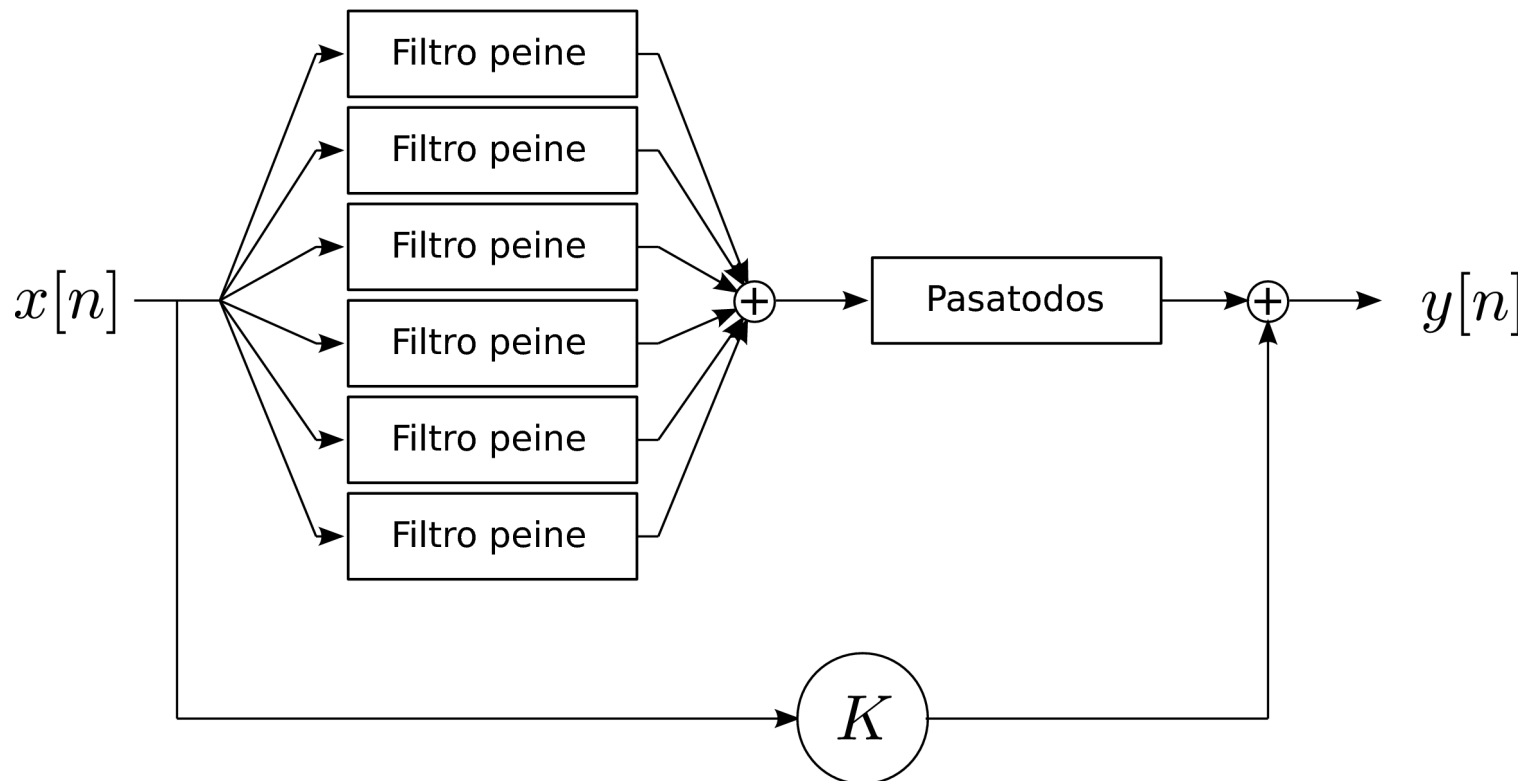 Filtro peine
Filtro peine
Filtro peine
x[n]
Filtro peine
Filtro peine
Filtro peine
+
Pasatodos
+
y[n]
K